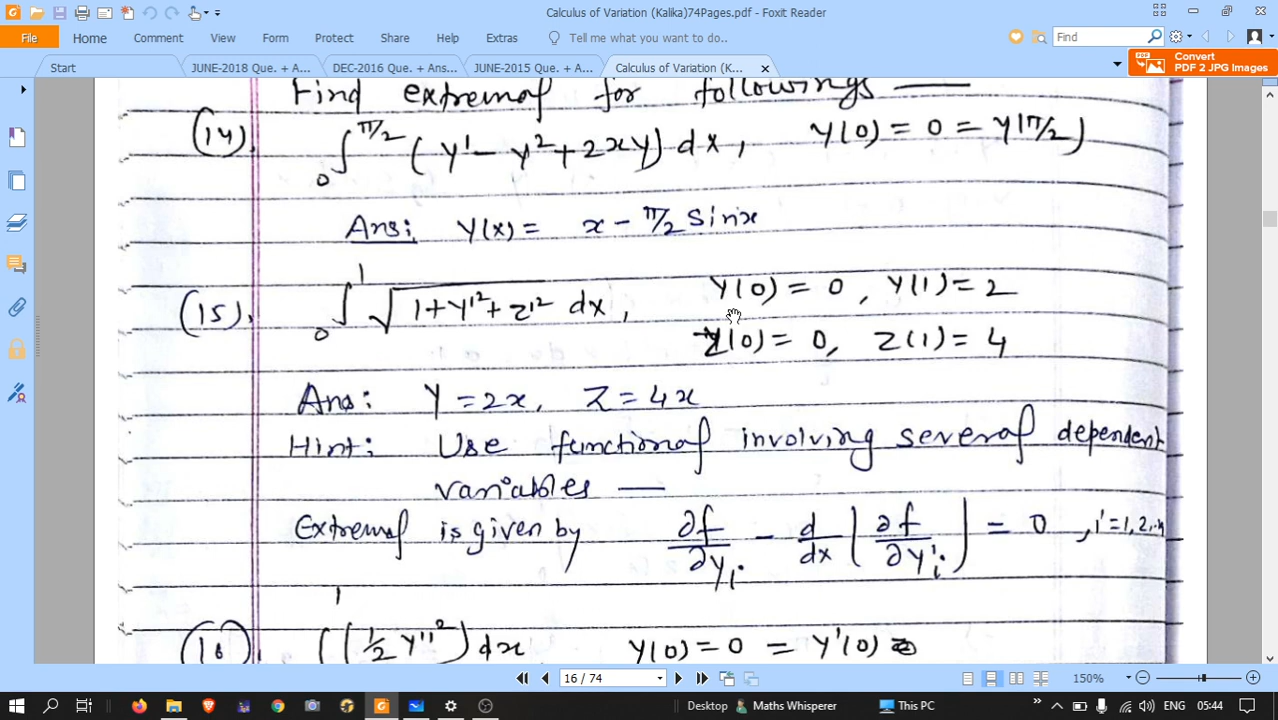 Calculus of Variation (Kalika)74Pages.pdf - Foxit Reader
File Home Comment View Form Protect Share Help Extras Tell me what you want to do.. Find
Convert
PDF 2 JPG Images
Start JUNE-2018 Que. + A... DEC-2016 Que. + Ans... JUNE-2015 Que. + A... Calculus of Variation (K...
Find extremal for followings —
(14). ∫₀^{π/2} (y' - y² + 2xy) dx, y(0) = 0 = y(π/2)
Ans: y(x) = x - π/2 sinx
(15). ∫₀^1 √(1 + y'² + z'²) dx, y(0) = 0, y(1) = 2
z(0) = 0, z(1) = 4
Ans: y = 2x, z = 4x
Hint: Use functional involving several dependent
variables —
Extremal is given by ∂f/∂yᵢ - d/dx (∂f/∂y'ᵢ) = 0, i = 1, 2, ..n
(16). ∫^1 (1/2 y''²) dx y(0) = 0 = y'(0)
16 / 74 150%
Desktop Maths Whisperer This PC ENG 05:44